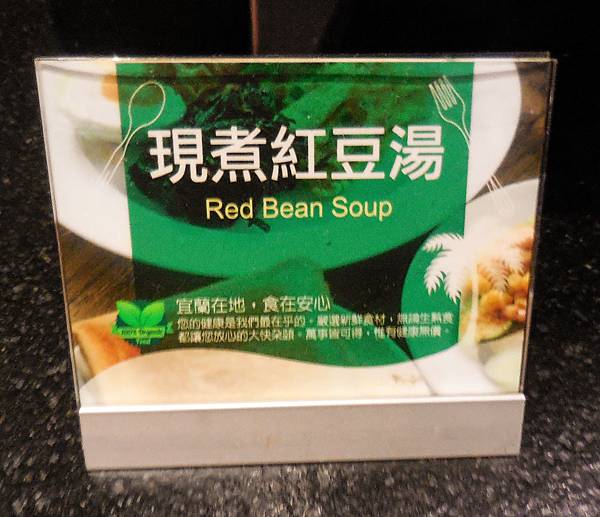 現煮紅豆湯
Red Bean Soup
宜蘭在地，食在安心
您的健康是我們最在乎的。嚴選新鮮食材，無論生熟食
都讓您放心的大快朵頤。萬事皆可得，惟有健康無價。
100% Organic
Food